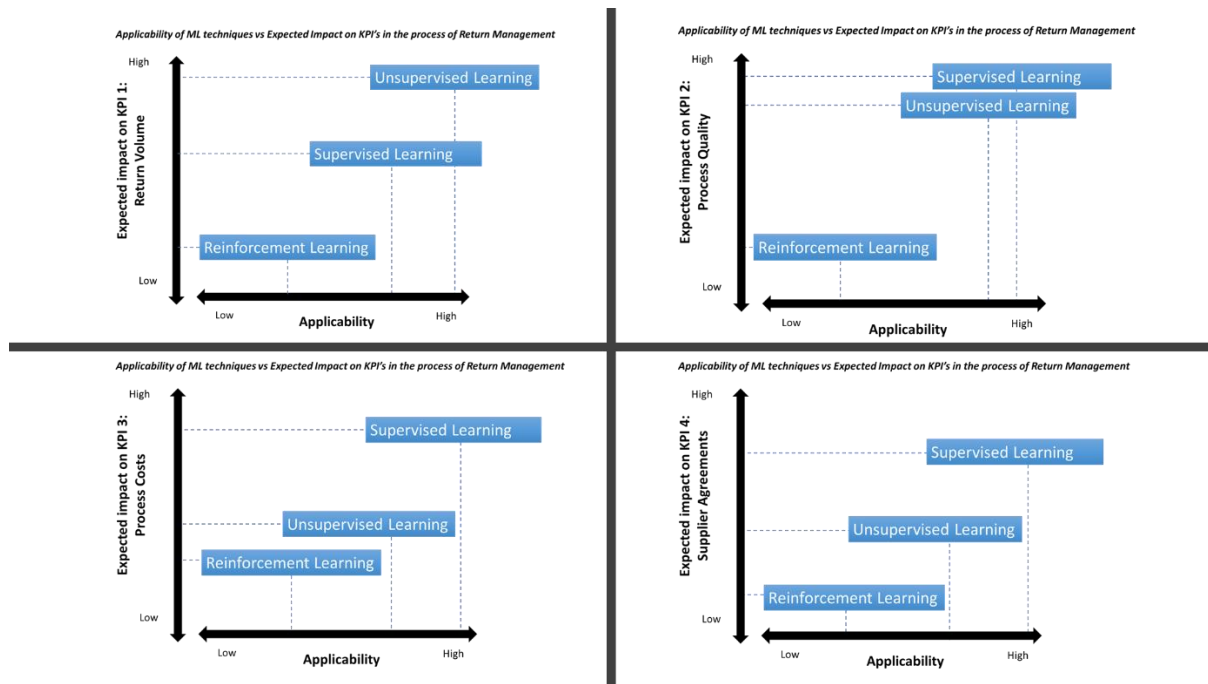 Applicability of ML techniques vs Expected Impact on KPI's in the process of Return Management
High
Expected impact on KPI 1:
Return Volume
Unsupervised Learning
Supervised Learning
Reinforcement Learning
Low
Low
High
Applicability
Applicability of ML techniques vs Expected Impact on KPI's in the process of Return Management
High
Expected impact on KPI 2:
Process Quality
Supervised Learning
Unsupervised Learning
Reinforcement Learning
Low
Low
High
Applicability
Applicability of ML techniques vs Expected Impact on KPI's in the process of Return Management
High
Expected impact on KPI 3:
Process Costs
Supervised Learning
Unsupervised Learning
Reinforcement Learning
Low
Low
High
Applicability
Applicability of ML techniques vs Expected Impact on KPI's in the process of Return Management
High
Expected impact on KPI 4:
Supplier Agreements
Supervised Learning
Unsupervised Learning
Reinforcement Learning
Low
Low
High
Applicability